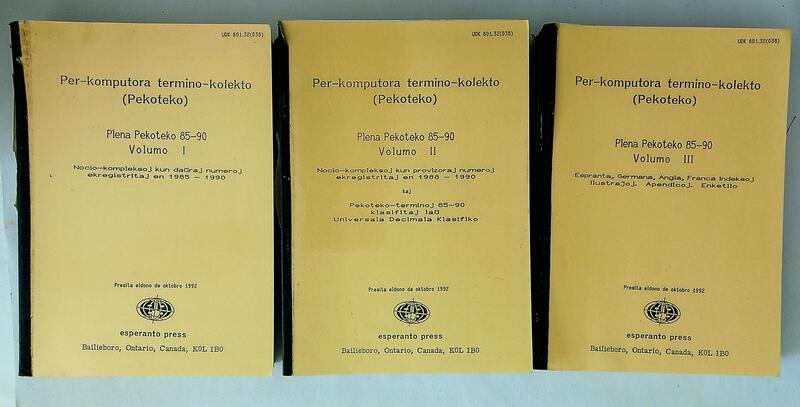 UDK 801.32(038)
Per-komputora termino-kolekto
(Pekoteko)
Plena Pekoteko 85-90
Volumo I
Nocio-kompleksoj kun daŭraj numeroj
ekregistritaj en 1985 - 1990
Presita eldono de oktobro 1992
esperanto press
Bailieboro, Ontario, Canada, K0L 1B0
UDK 801.32(038)
Per-komputora termino-kolekto
(Pekoteko)
Plena Pekoteko 85-90
Volumo II
Nocio-kompleksoj kun provizoraj numeroj
ekregistritaj en 1988 - 1990
kaj
Pekoteko-terminoj 85-90
klasifitaj laŭ
Universala Decimala Klasifiko
Presita eldono de oktobro 1992
esperanto press
Bailieboro, Ontario, Canada, K0L 1B0
UDK 801.32(038)
Per-komputora termino-kolekto
(Pekoteko)
Plena Pekoteko 85-90
Volumo III
Espranta, Germana, Angla, Franca Indeksoj
Ilustraĵoj. Apendicoj. Enketilo
Presita eldono de oktobro 1992
esperanto press
Bailieboro, Ontario, Canada, K0L 1B0